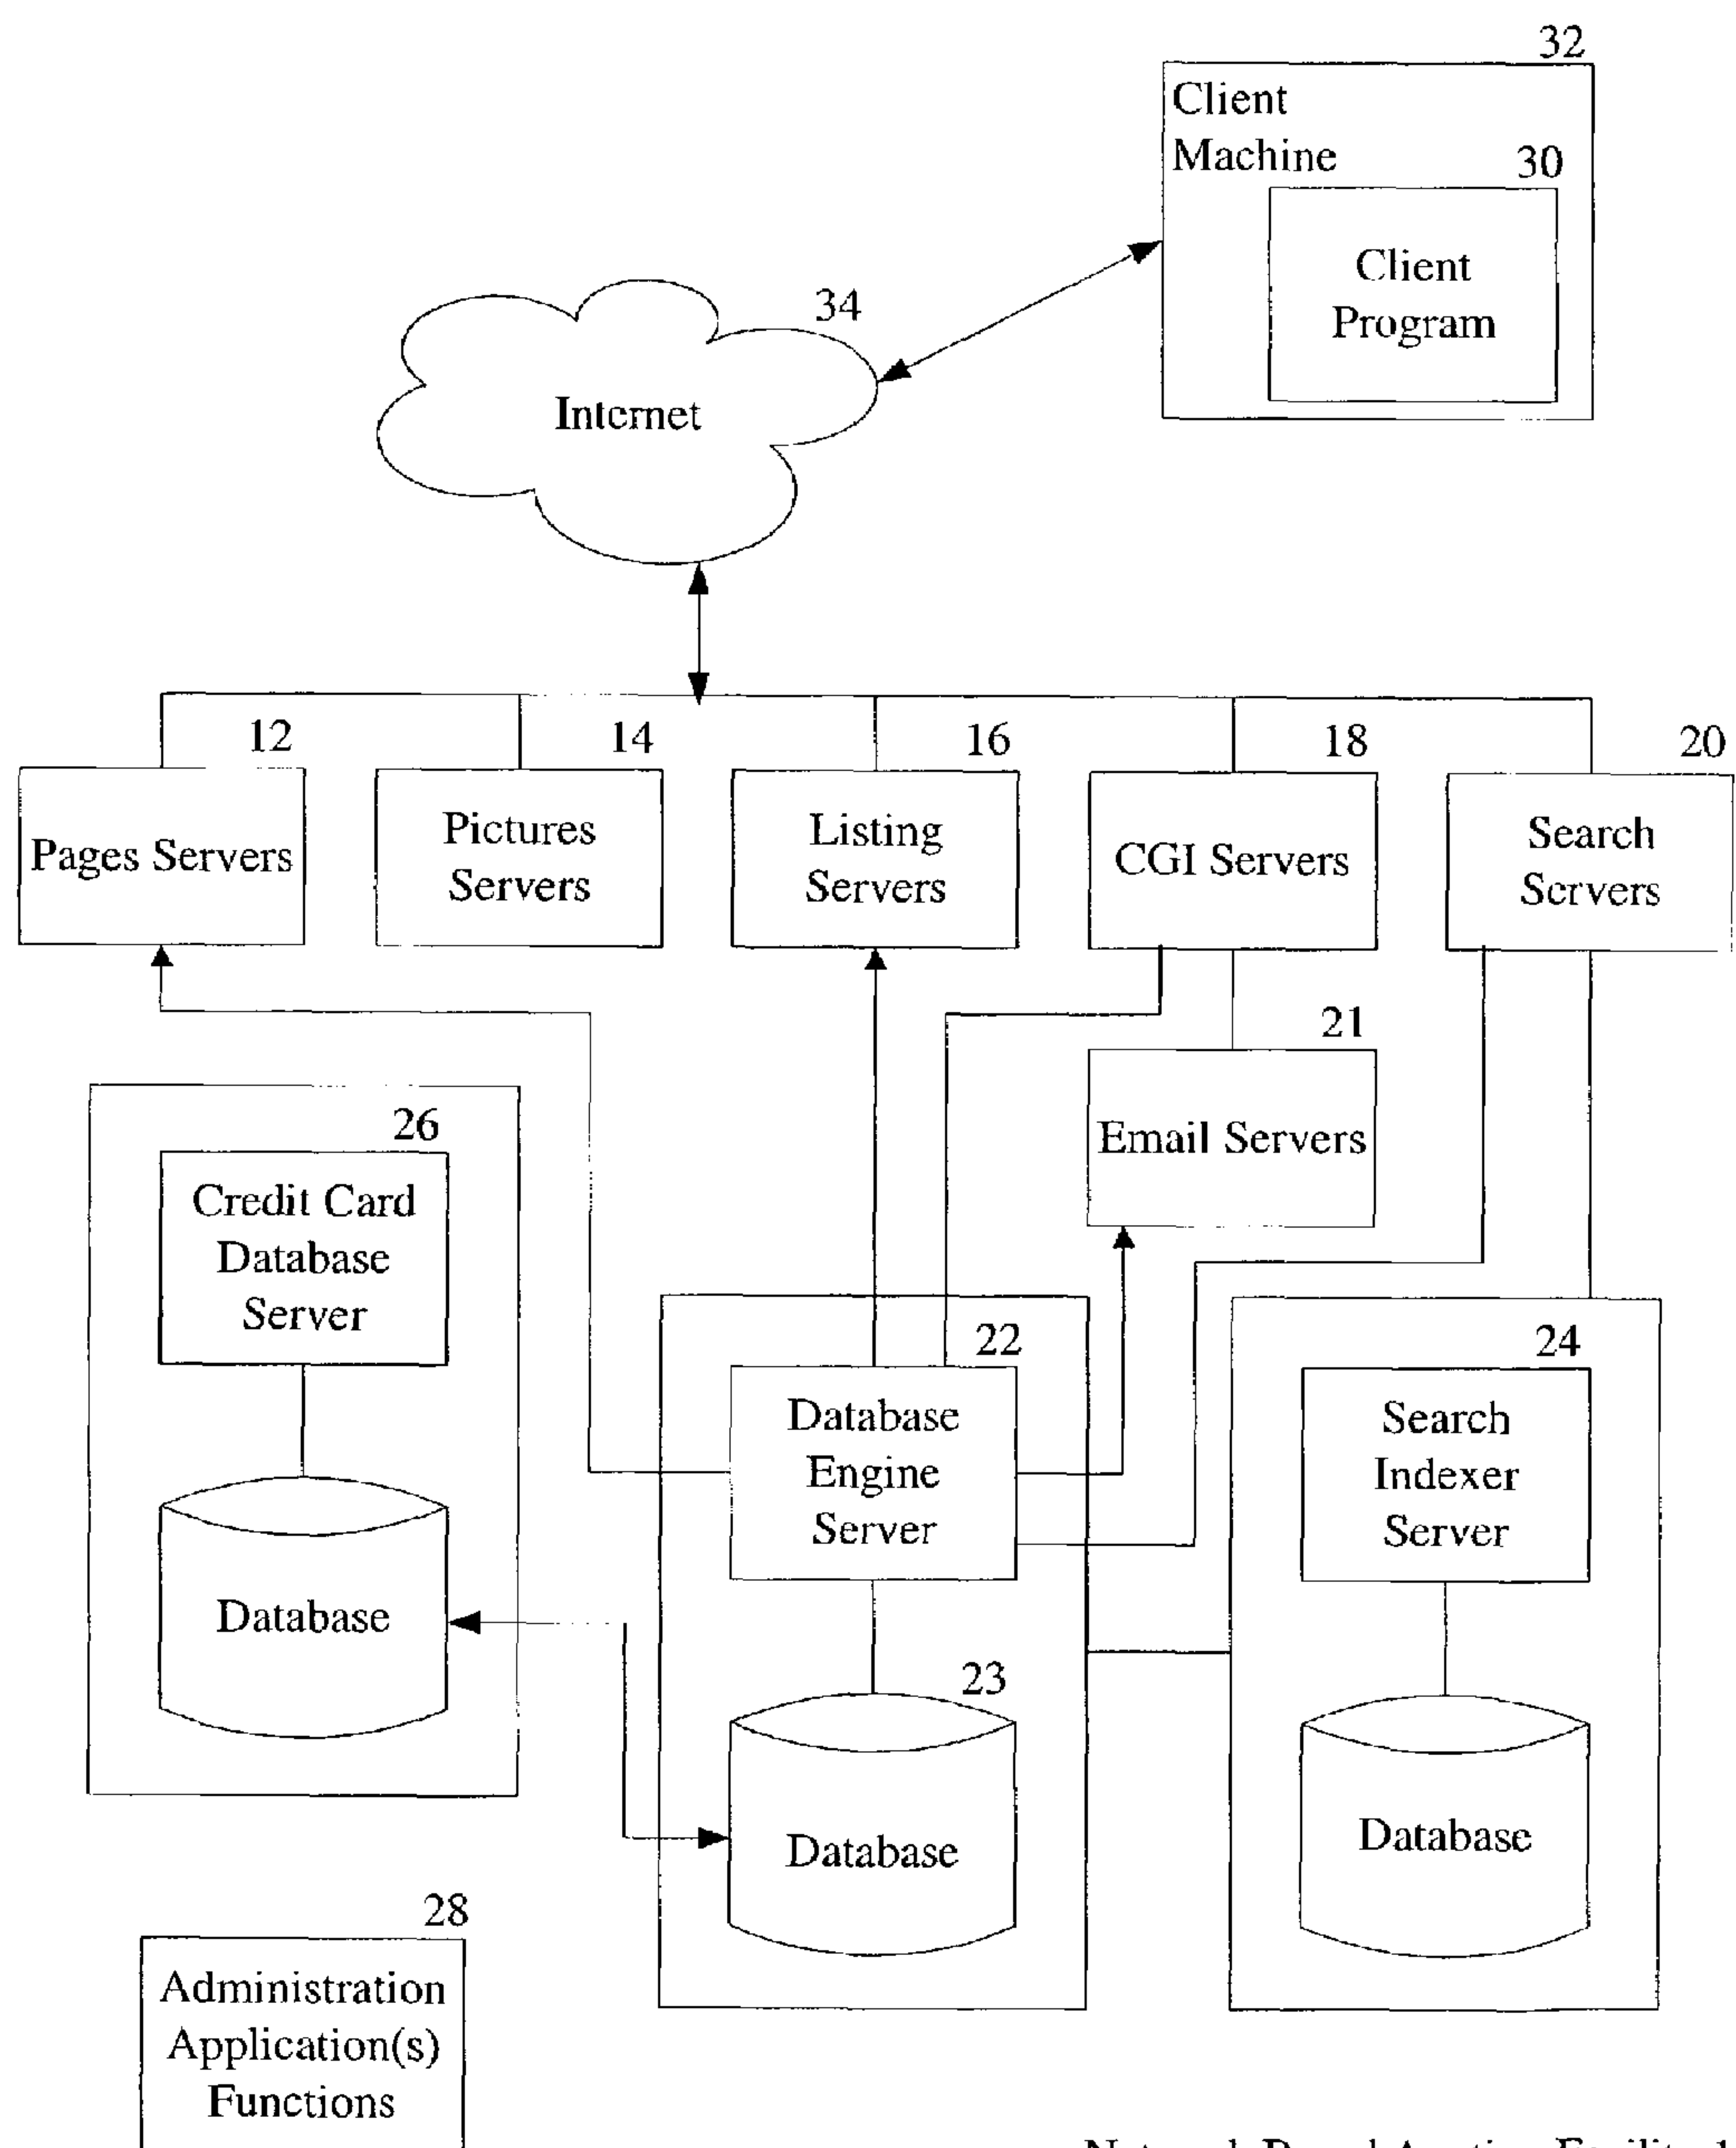 32
Client
Machine
30
Client
Program
34
Internet
12
14
16
18
20
Pages Servers
Pictures
Servers
Listing
Servers
CGI Servers
Search
Servers
21
Email Servers
26
Credit Card
Database
Server
Database
22
Database
Engine
Server
23
Database
24
Search
Indexer
Server
Database
28
Administration
Application(s)
Functions